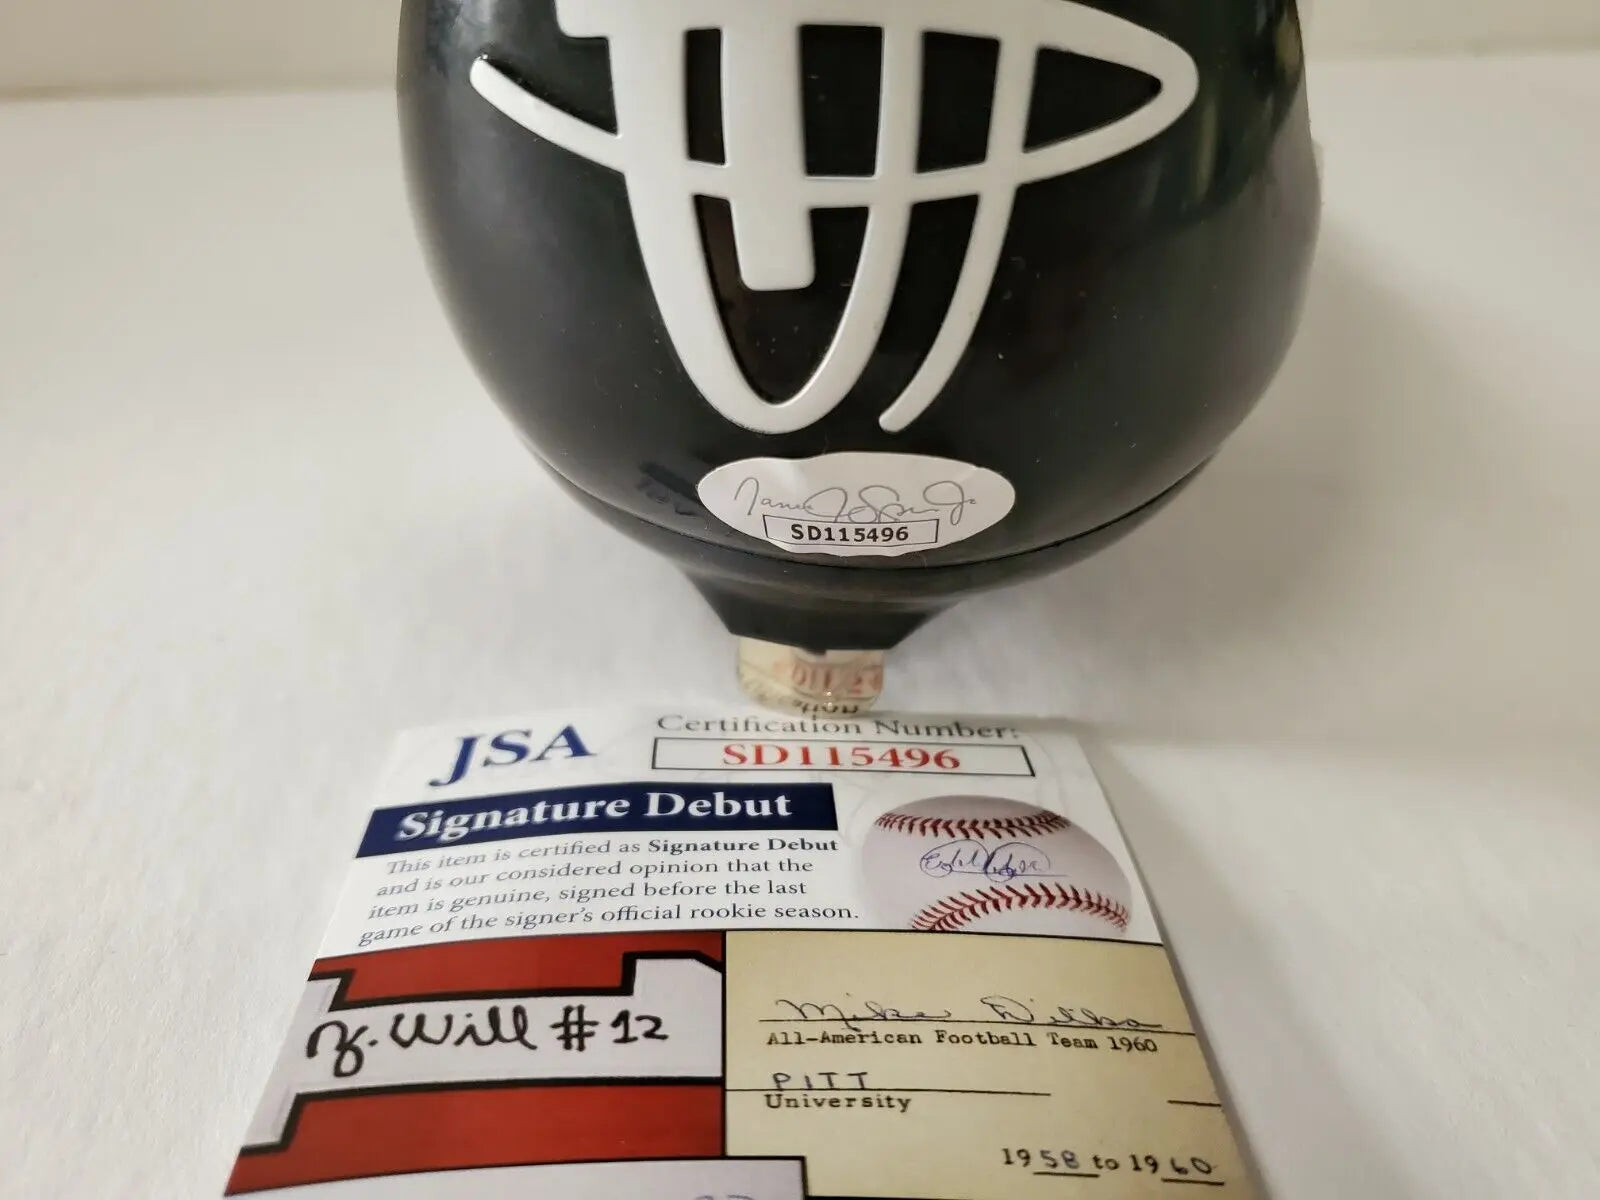 SD115496
JSA
Certification Number:
SD115496
Signature Debut
This item is certified as Signature Debut
and is our considered opinion that the
item is genuine, signed before the last
game of the signer's official rookie season.
z. Will #12
Mike Ditka
All-American Football Team 1960
PITT
University
1958 to 1960